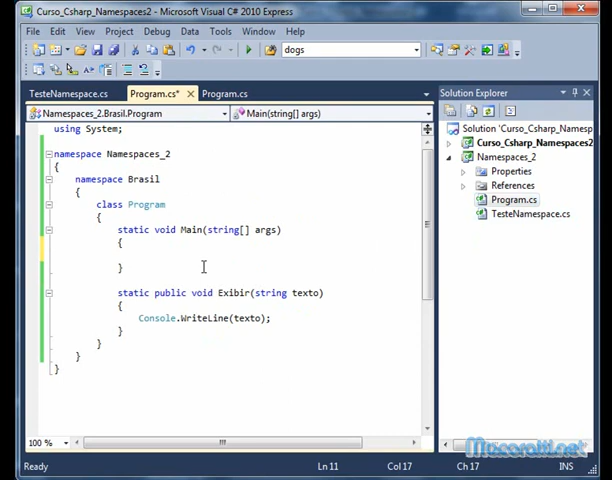 Curso_Csharp_Namespaces2 - Microsoft Visual C# 2010 Express
File Edit View Project Debug Data Tools Window Help
dogs
TesteNamespace.cs Program.cs* Program.cs
Namespaces_2.Brasil.Program Main(string[] args)
using System;
namespace Namespaces_2
{
namespace Brasil
{
class Program
{
static void Main(string[] args)
{
}
static public void Exibir(string texto)
{
Console.WriteLine(texto);
}
}
}
}
100 %
Solution Explorer
Solution 'Curso_Csharp_Namesp
Curso_Csharp_Namespaces2
Namespaces_2
Properties
References
Program.cs
TesteNamespace.cs
Macoratti.net
Ready Ln 11 Col 17 Ch 17 INS